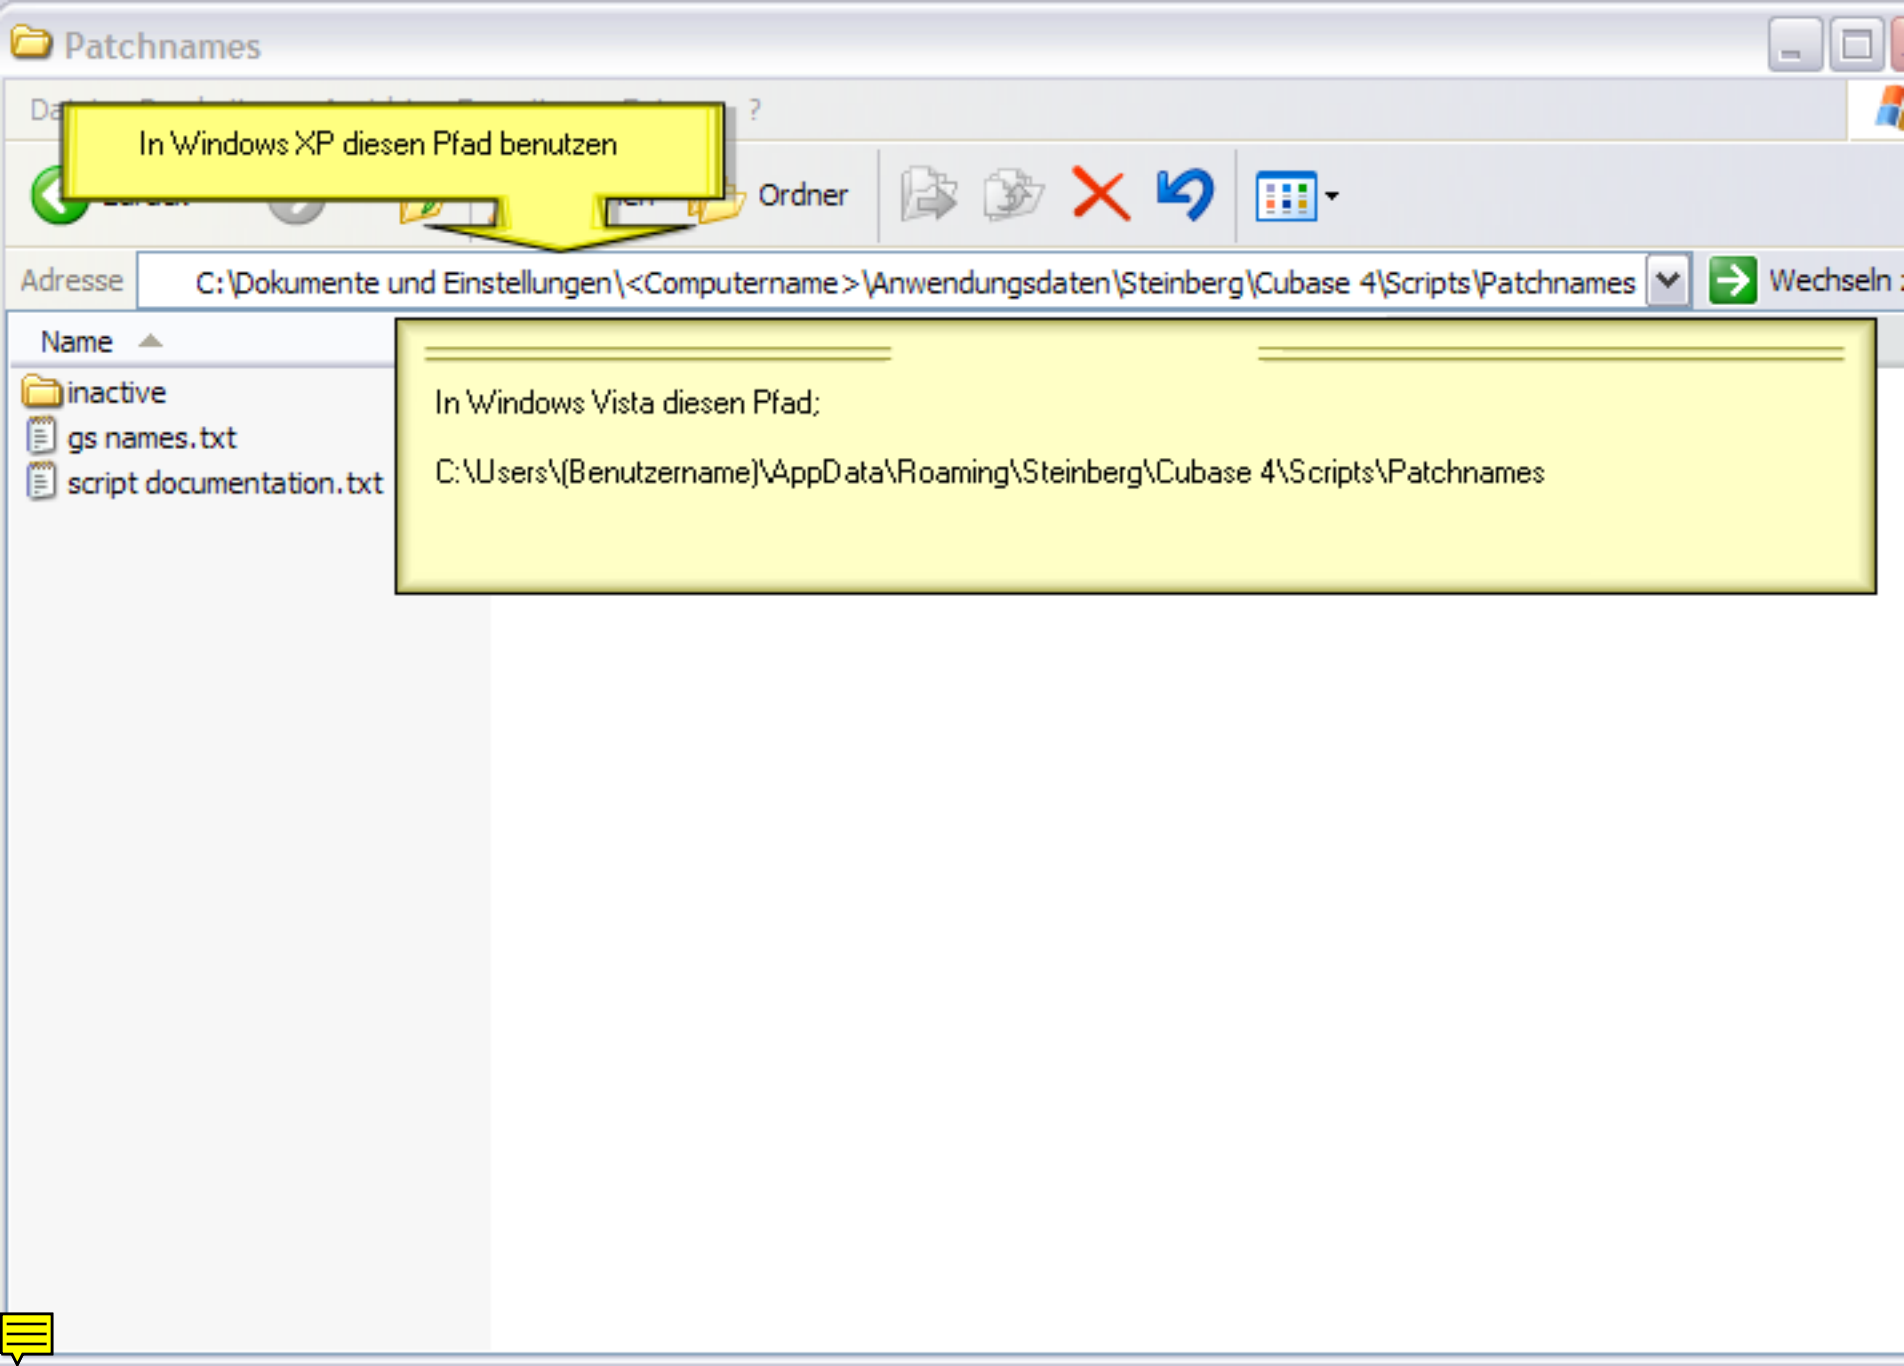 Patchnames
?
In Windows XP diesen Pfad benutzen
Ordner
Adresse
C:\Dokumente und Einstellungen\<Computername>\Anwendungsdaten\Steinberg\Cubase 4\Scripts\Patchnames
Wechseln
Name
inactive
gs names.txt
script documentation.txt
In Windows Vista diesen Pfad;
C:\Users\(Benutzername)\AppData\Roaming\Steinberg\Cubase 4\Scripts\Patchnames